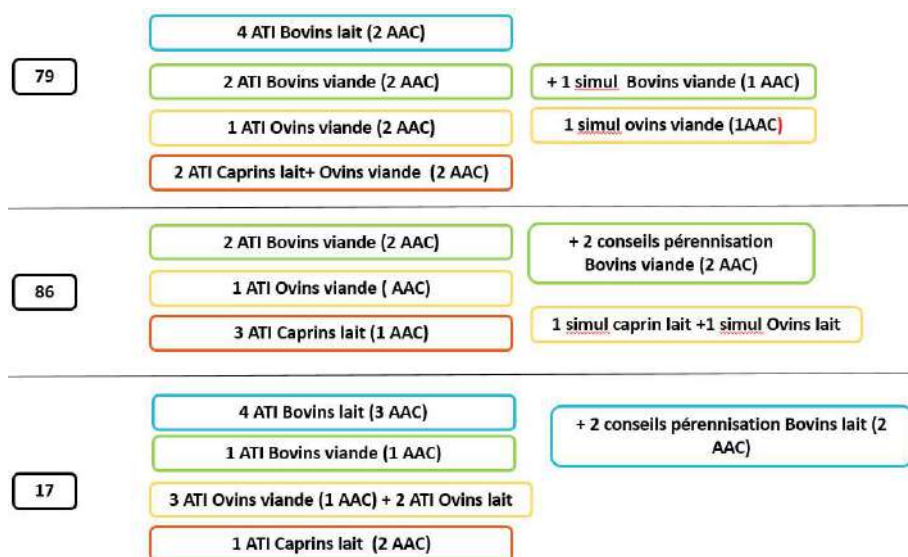 4 ATI Bovins lait (2 AAC)
79
2 ATI Bovins viande (2 AAC)
+ 1 simul Bovins viande (1 AAC)
1 ATI Ovins viande (2 AAC)
1 simul ovins viande (1AAC)
2 ATI Caprins lait+ Ovins viande (2 AAC)
2 ATI Bovins viande (2 AAC)
+ 2 conseils pérennisation
Bovins viande (2 AAC)
86
1 ATI Ovins viande ( AAC)
3 ATI Caprins lait (1 AAC)
1 simul caprin lait +1 simul Ovins lait
4 ATI Bovins lait (3 AAC)
+ 2 conseils pérennisation Bovins lait (2
AAC)
1 ATI Bovins viande (1 AAC)
17
3 ATI Ovins viande (1 AAC) + 2 ATI Ovins lait
1 ATI Caprins lait (2 AAC)